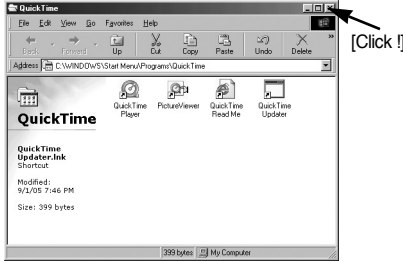 QuickTime
File Edit View Go Favorites Help
Back Forward Up Cut Copy Paste Undo Delete »
Address C:\WINDOWS\Start Menu\Programs\QuickTime
[Click !]
QuickTime
QuickTime Player
PictureViewer
QuickTime Read Me
QuickTime Updater
QuickTime
Updater.lnk
Shortcut
Modified:
9/1/05 7:46 PM
Size: 399 bytes
399 bytes My Computer